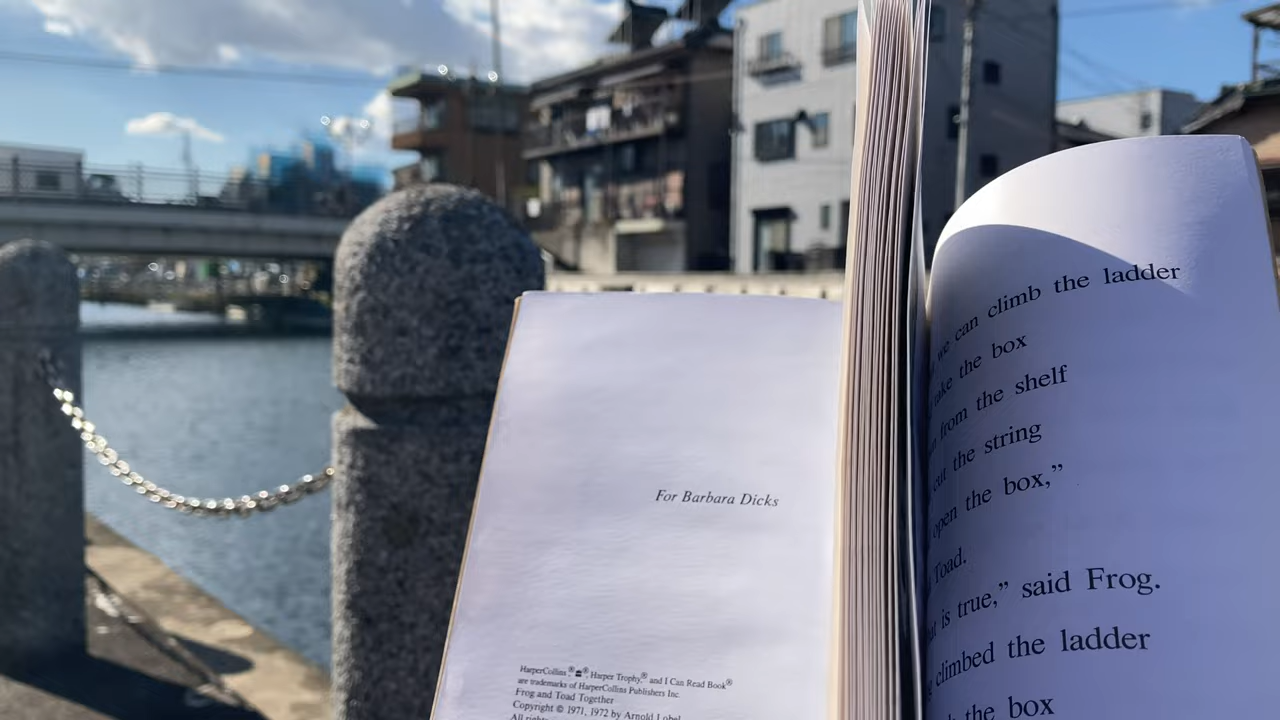 For Barbara Dicks
HarperCollins®, ®, Harper Trophy,® and I Can Read Book®
are trademarks of HarperCollins Publishers Inc.
Frog and Toad Together
Copyright © 1971, 1972 by Arnold Lobel
All rights
we can climb the ladder
take the box
from the shelf
cut the string
open the box,”
Toad.
is true,” said Frog.
climbed the ladder
the box